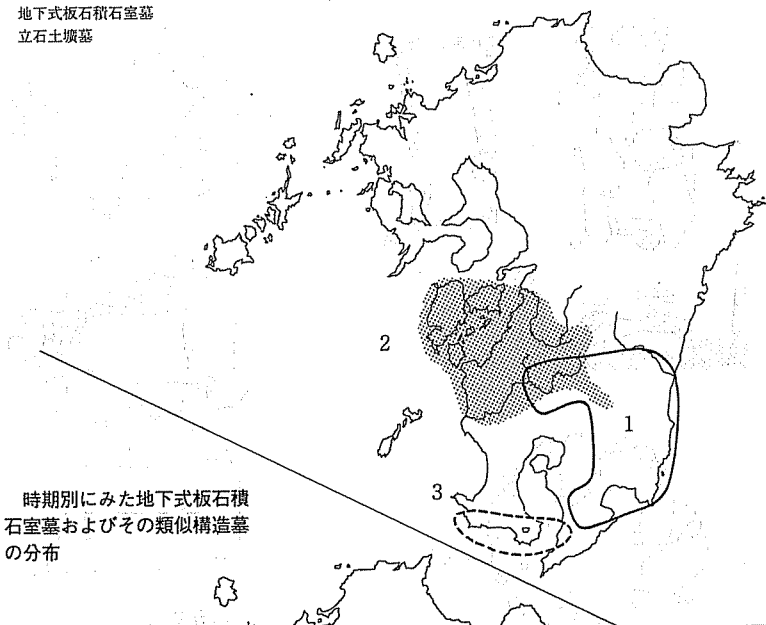 地下式板石積石室墓
立石土壙墓
2
1
3
時期別にみた地下式板石積
石室墓およびその類似構造墓
の分布